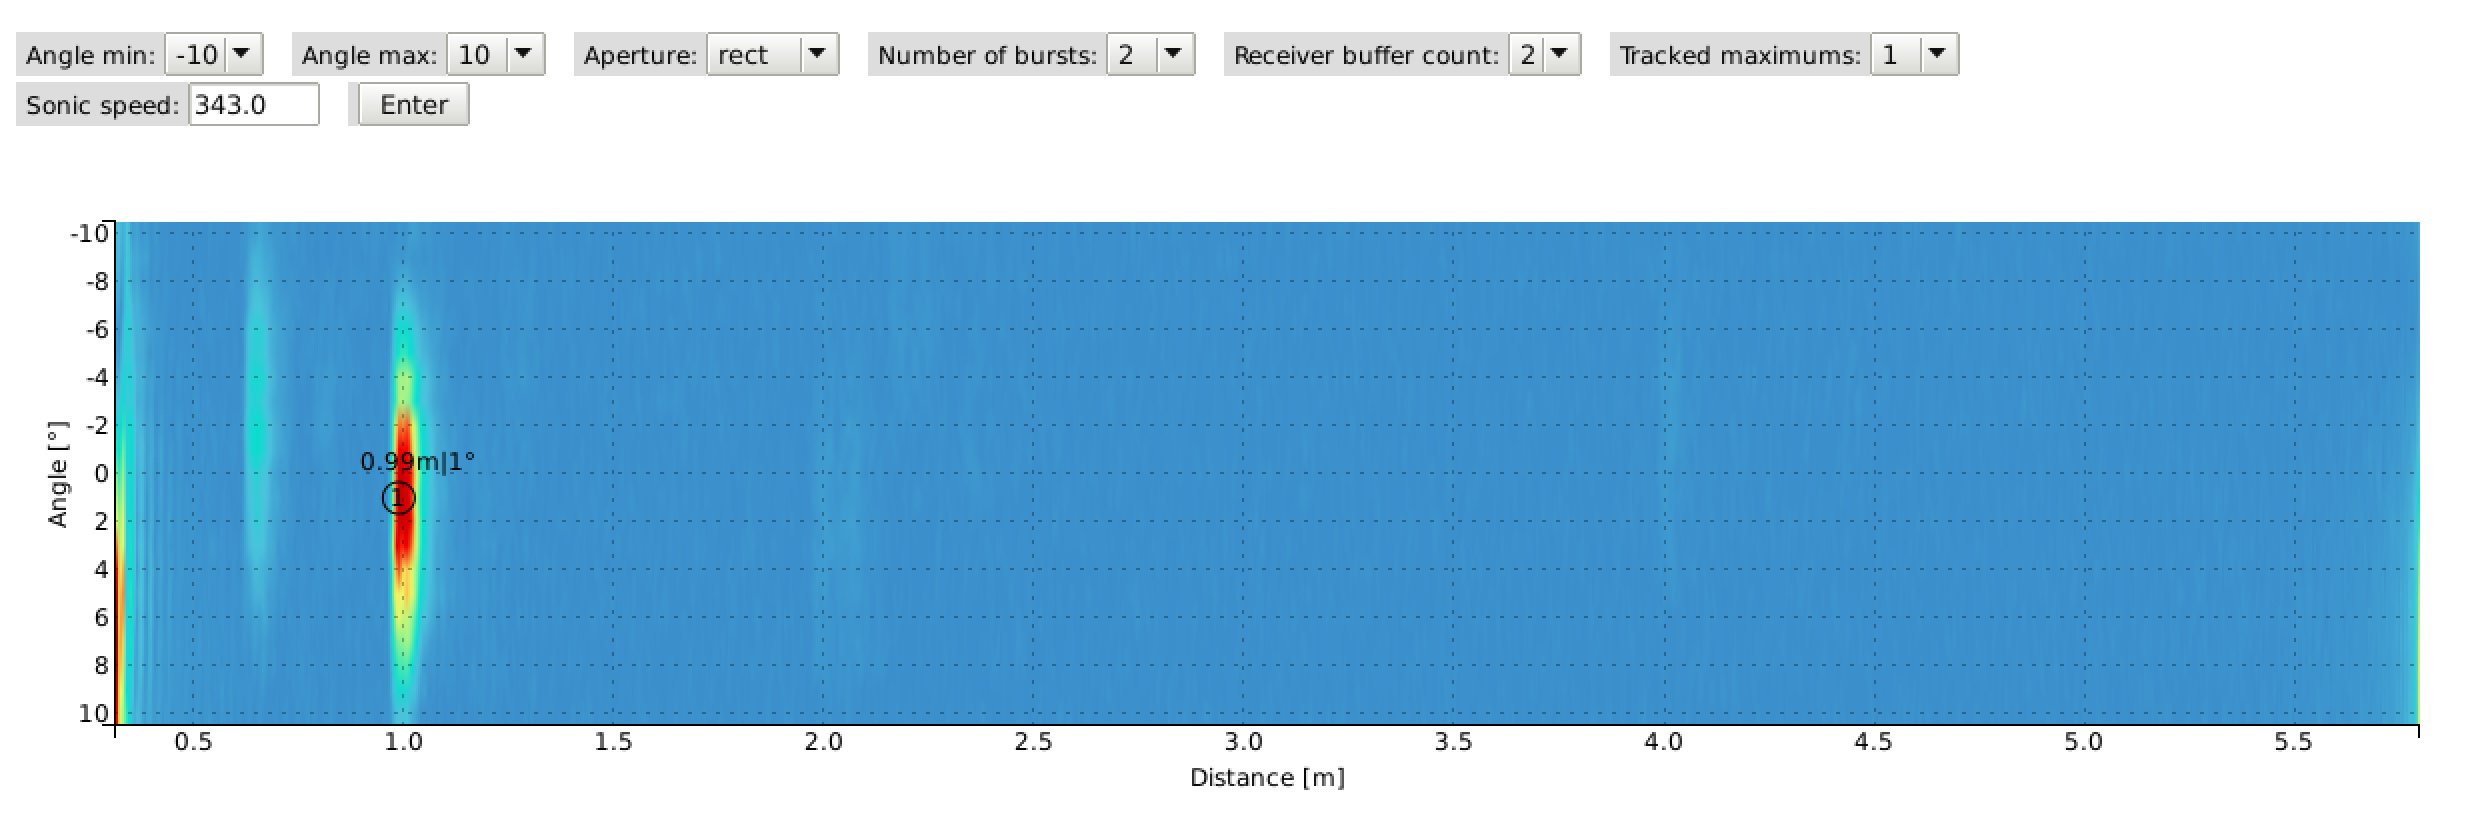 Angle min: -10 Angle max: 10 Aperture: rect Number of bursts: 2 Receiver buffer count: 2 Tracked maximums: 1
Sonic speed: 343.0 Enter
-10
-8
-6
-4
-2
0
2
4
6
8
10
Angle [°]
0.99m|1°
1
0.5 1.0 1.5 2.0 2.5 3.0 3.5 4.0 4.5 5.0 5.5
Distance [m]